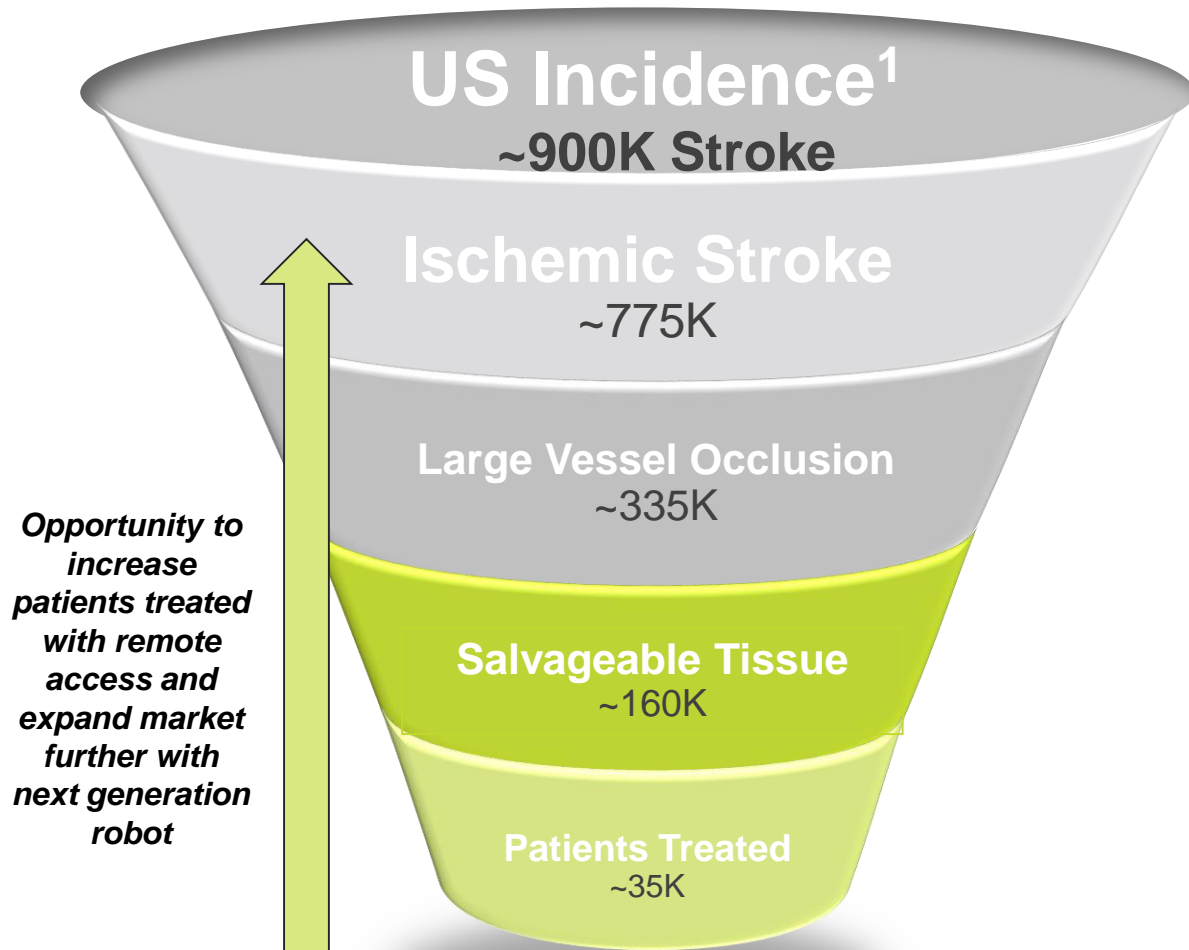 US Incidence¹
~900K Stroke
Ischemic Stroke
~775K
Large Vessel Occlusion
~335K
Salvageable Tissue
~160K
Patients Treated
~35K
Opportunity to
increase
patients treated
with remote
access and
expand market
further with
next generation
robot